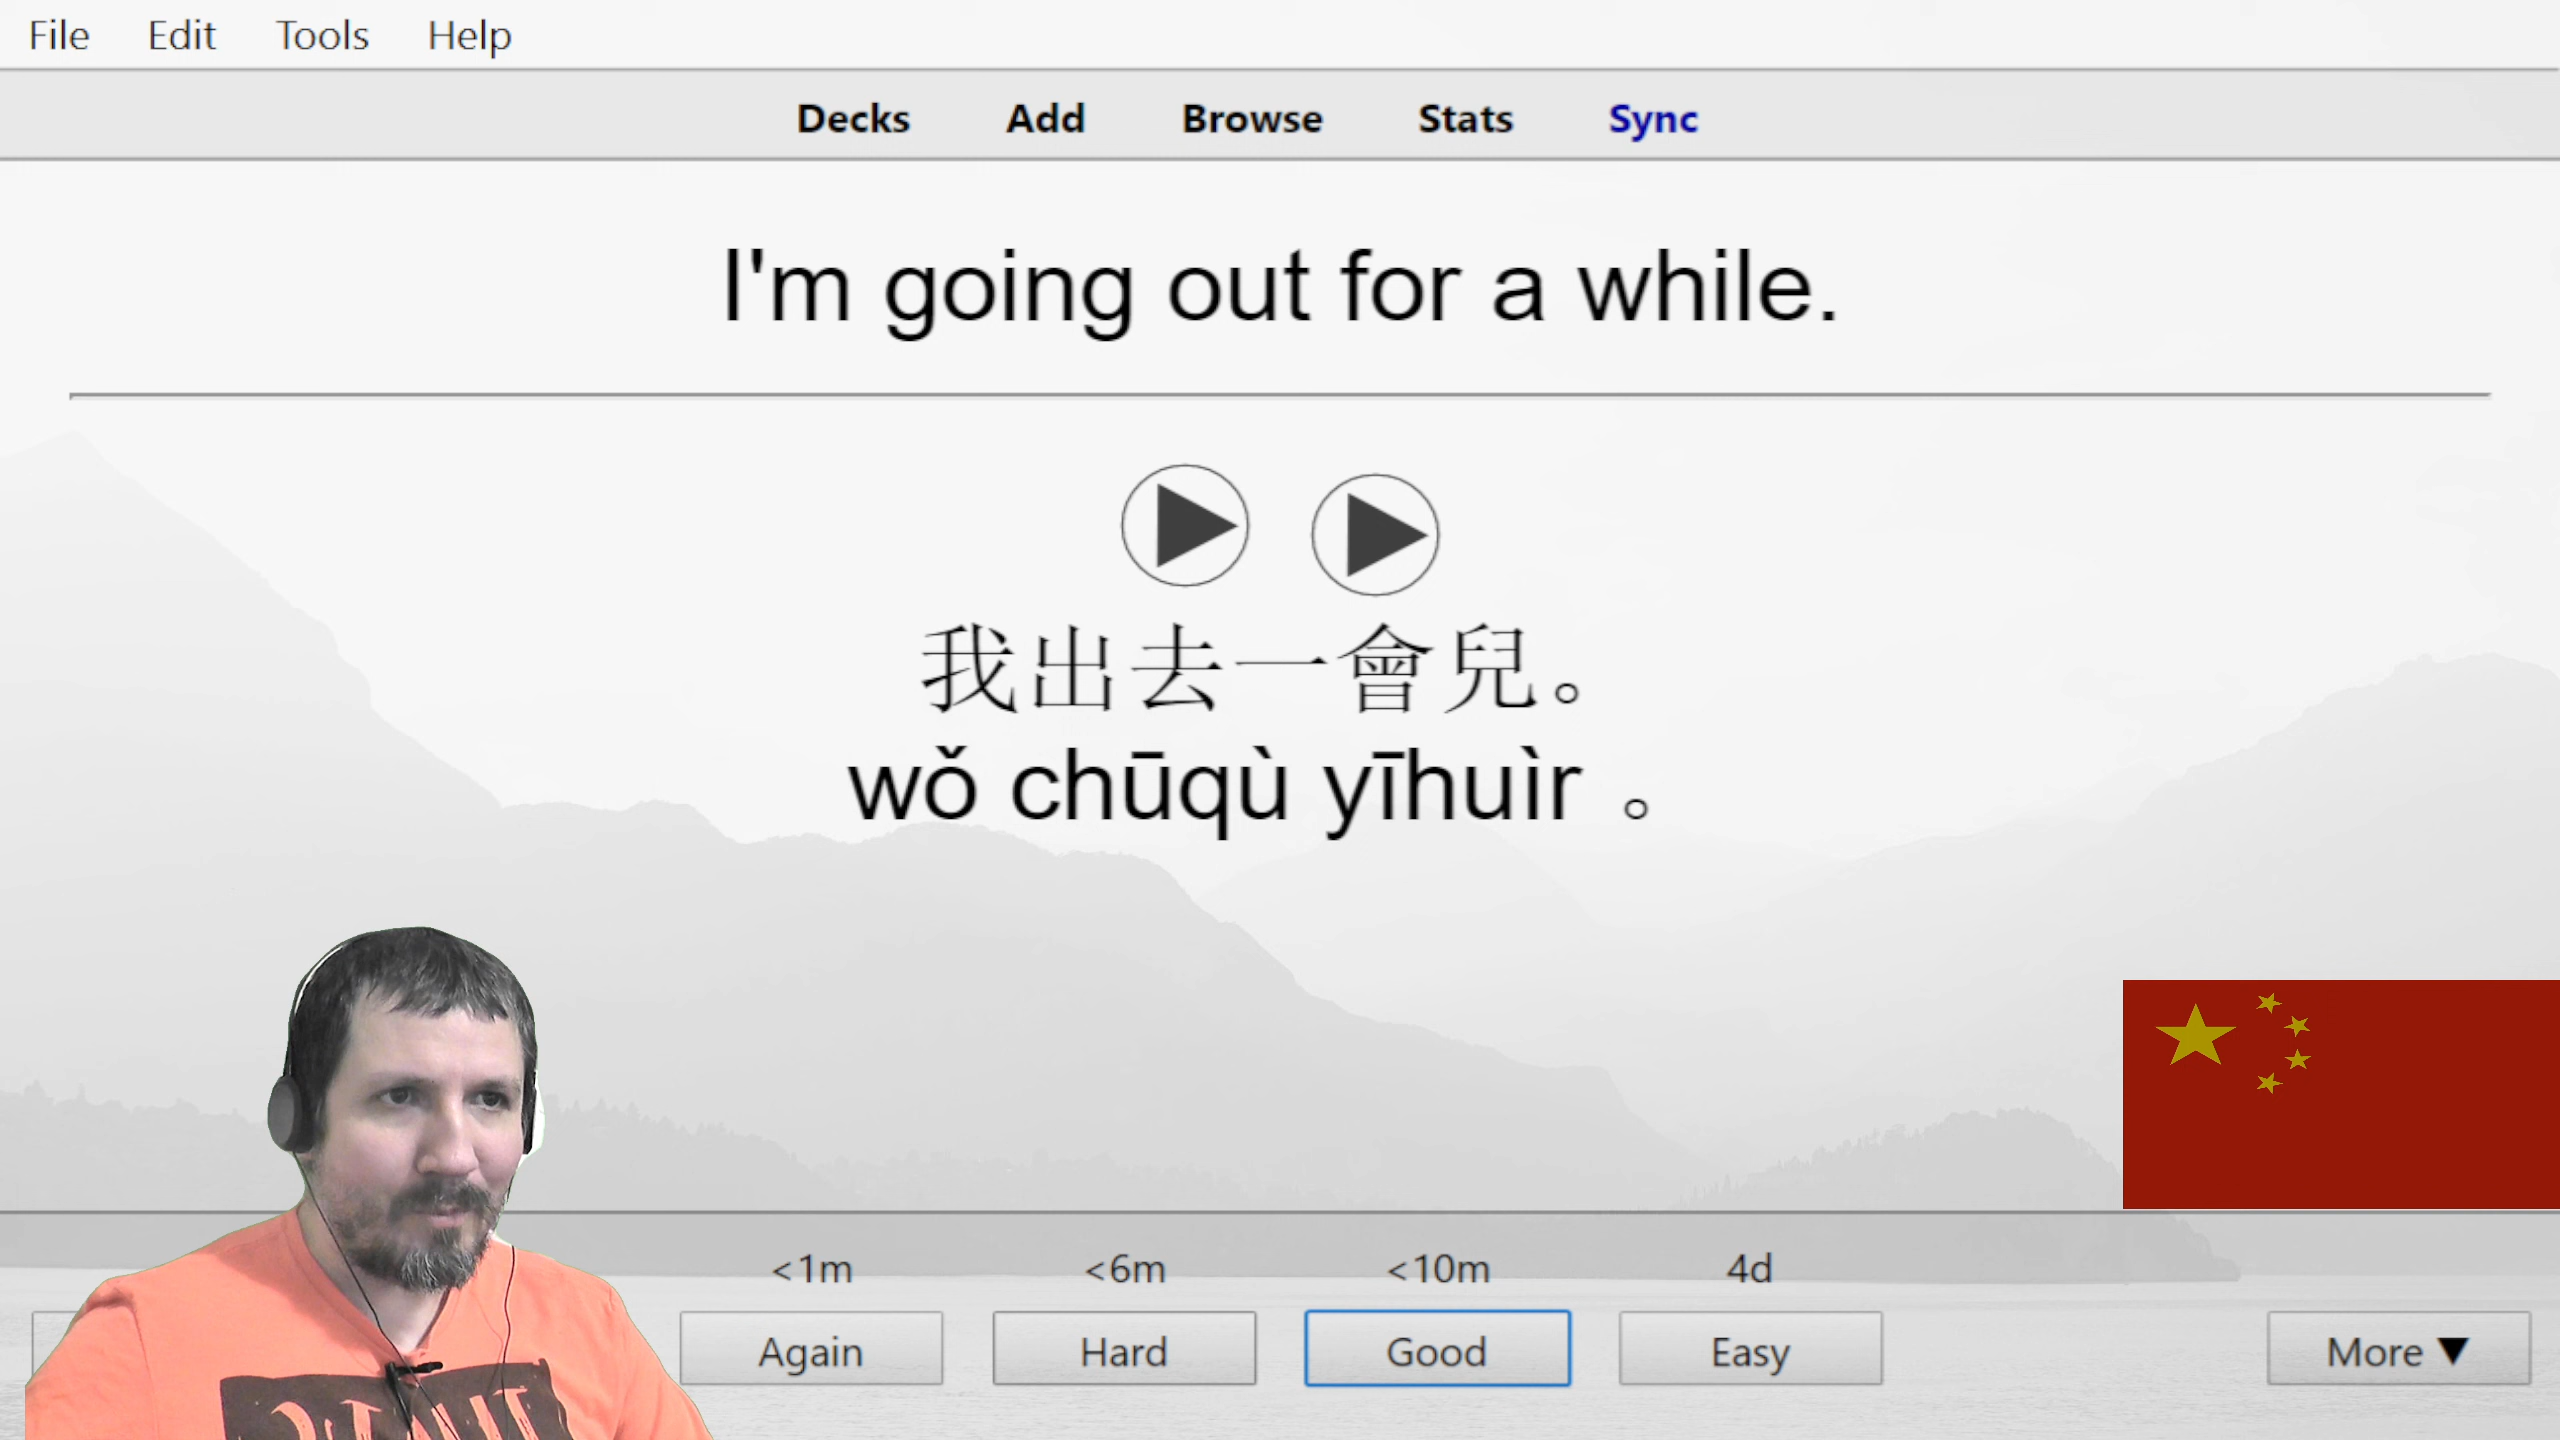 File Edit Tools Help
Decks Add Browse Stats Sync
I'm going out for a while.
我出去一會兒。
wǒ chūqù yīhuìr 。
<1m <6m <10m 4d
Again Hard Good Easy More ▼